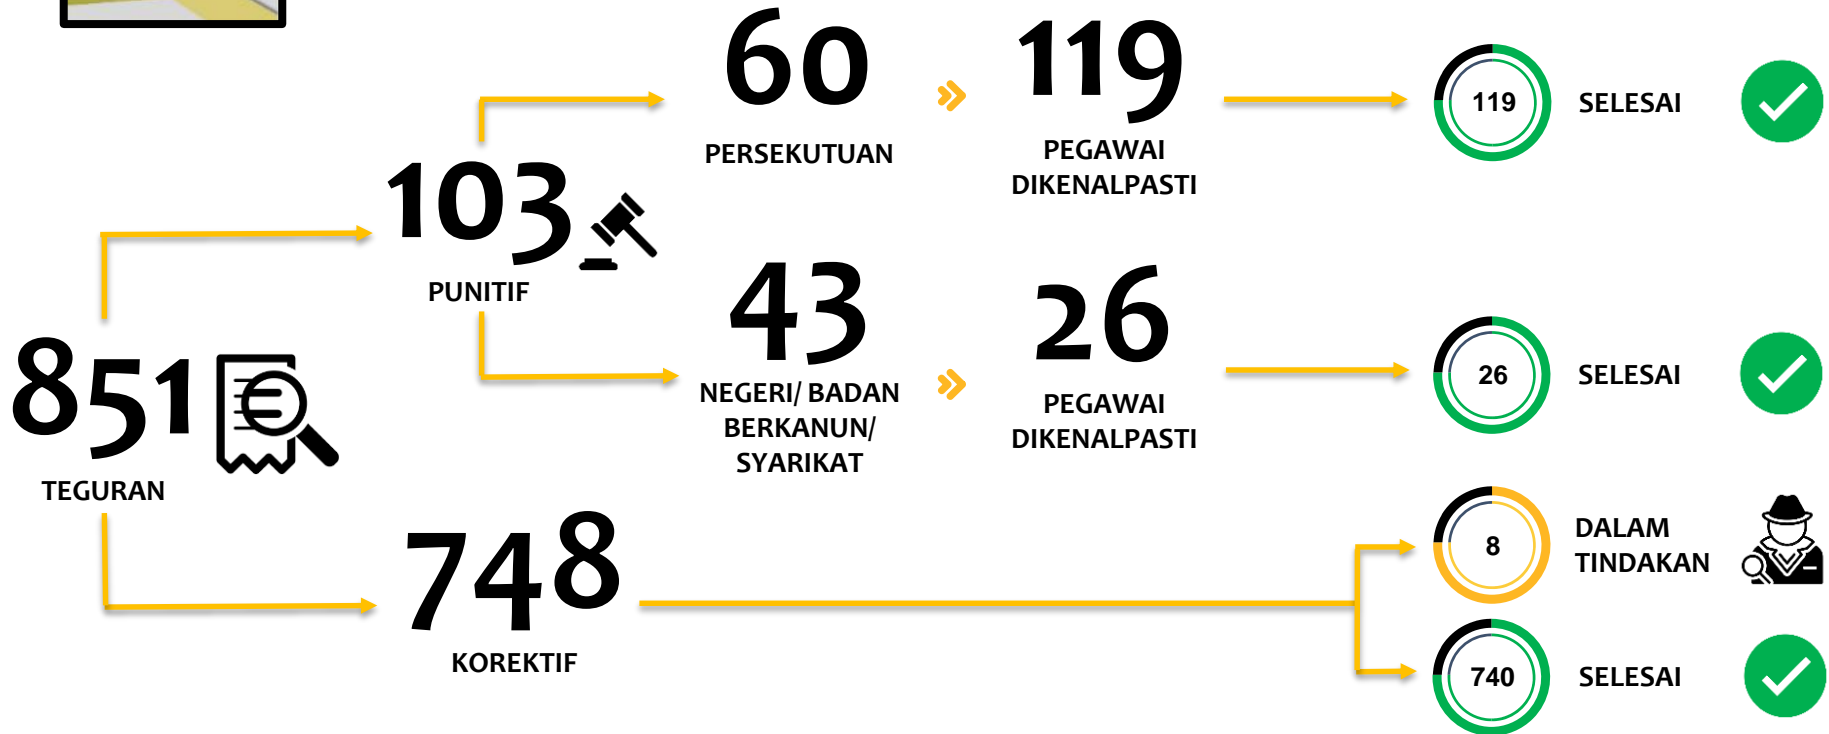 851
TEGURAN
103
PUNITIF
60
PERSEKUTUAN
119
PEGAWAI
DIKENALPASTI
119
SELESAI
43
NEGERI/ BADAN
BERKANUN/
SYARIKAT
26
PEGAWAI
DIKENALPASTI
26
SELESAI
748
KOREKTIF
8
DALAM
TINDAKAN
740
SELESAI